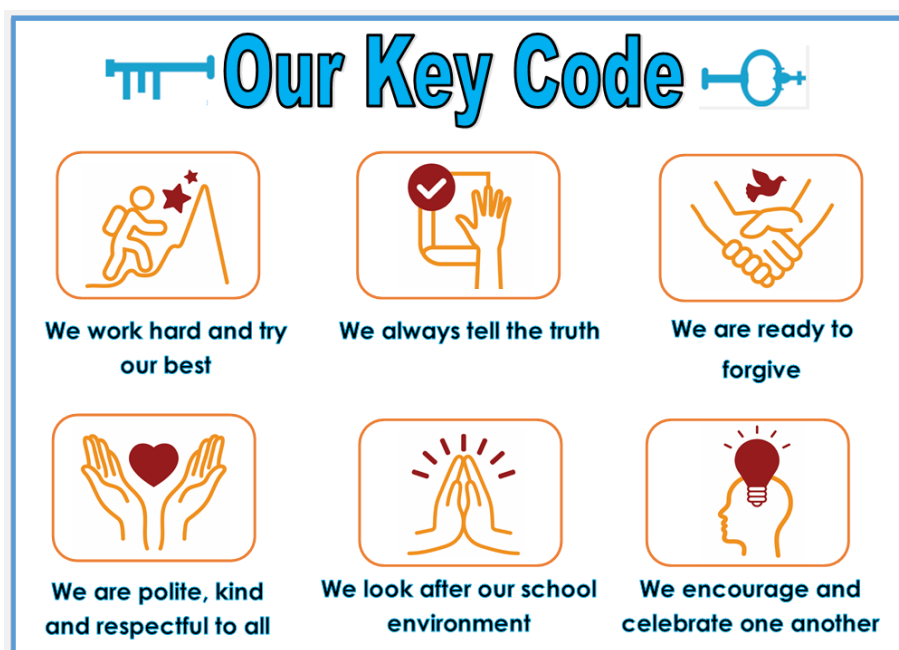 Our Key Code
We work hard and try
our best
We always tell the truth
We are ready to
forgive
We are polite, kind
and respectful to all
We look after our school
environment
We encourage and
celebrate one another